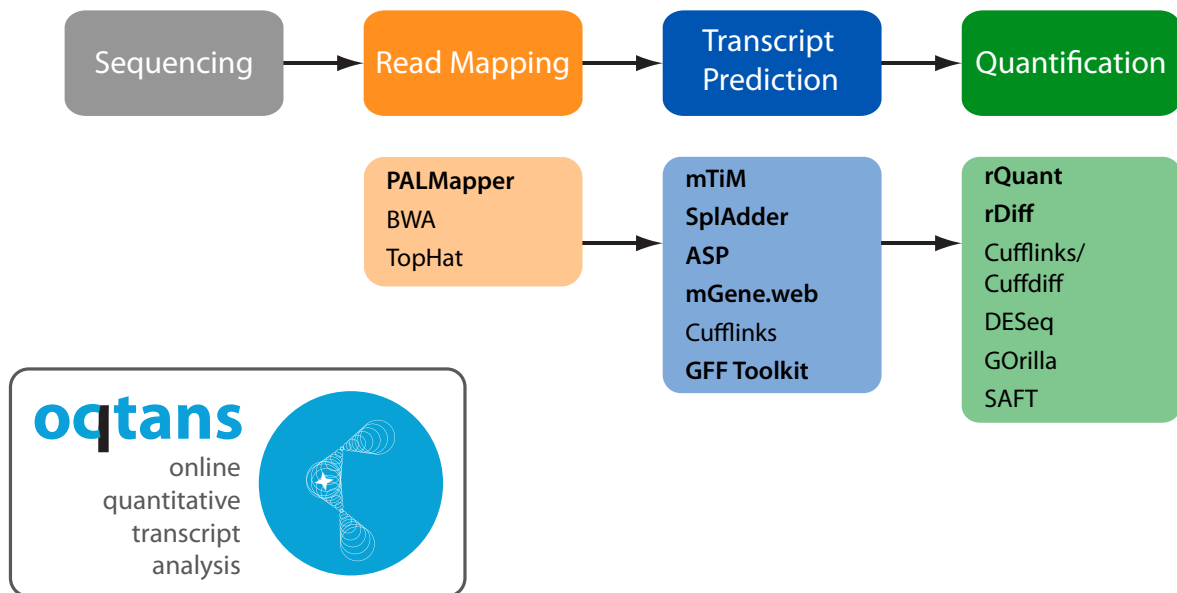 Sequencing
Read Mapping
Transcript
Prediction
Quantification
PALMapper
BWA
TopHat
mTiM
SplAdder
ASP
mGene.web
Cufflinks
GFF Toolkit
rQuant
rDiff
Cufflinks/
Cuffdiff
DESeq
GOrilla
SAFT
oqtans
online
quantitative
transcript
analysis